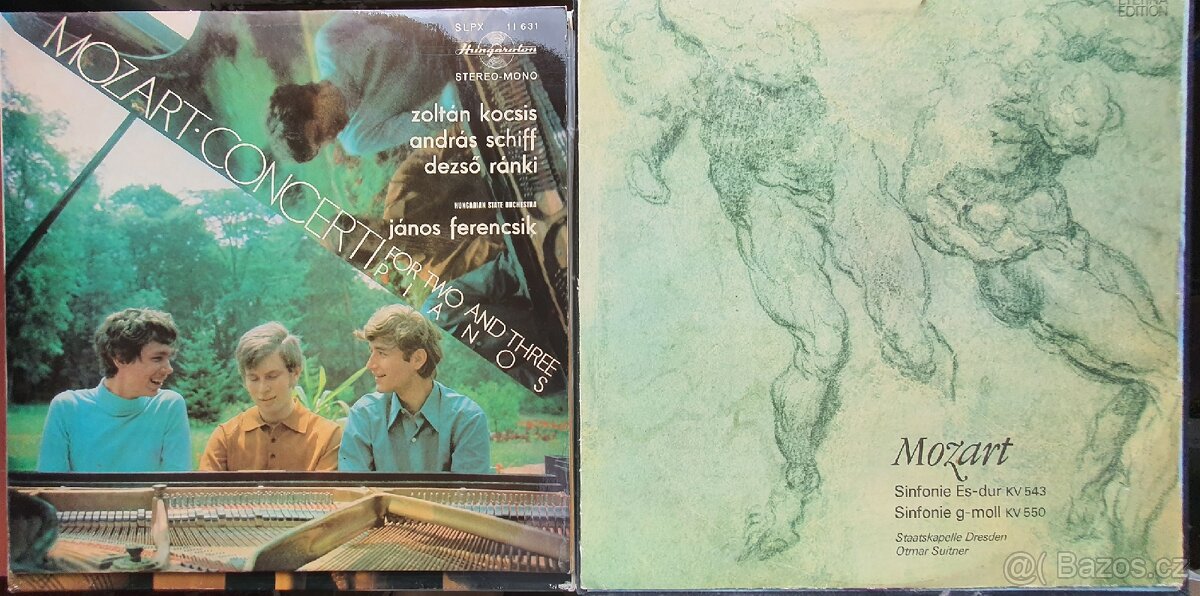 SLPX 11631
Hungaroton
STEREO-MONO
MOZART·CONCERTI
FOR TWO AND THREE
PIANOS
zoltán kocsis
andrás schiff
dezső ránki
HUNGARIAN STATE ORCHESTRA
jános ferencsik
ETERNA
EDITION
Mozart
Sinfonie Es-dur KV 543
Sinfonie g-moll KV 550
Staatskapelle Dresden
Otmar Suitner
@( Bazos.cz